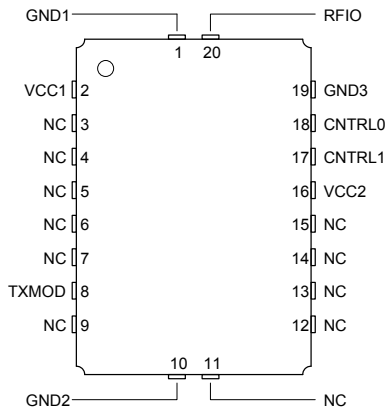 GND1 RFIO
1 20
VCC1 2 19 GND3
NC 3 18 CNTRL0
NC 4 17 CNTRL1
NC 5 16 VCC2
NC 6 15 NC
NC 7 14 NC
TXMOD 8 13 NC
NC 9 12 NC
10 11
GND2 NC